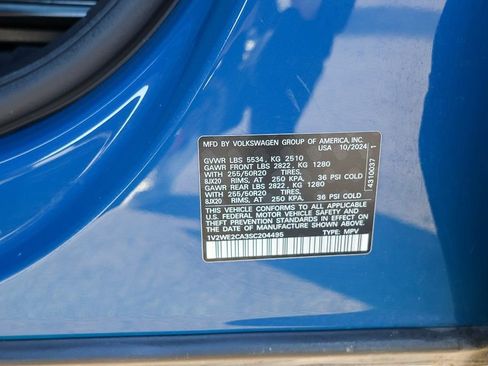 MFD BY VOLKSWAGEN GROUP OF AMERICA, INC.
USA 10/2024
GVWR LBS 5534, KG 2510
GAWR FRONT LBS 2822, KG 1280
WITH 255/50R20 TIRES,
8JX20 RIMS, AT 250 KPA, 36 PSI COLD
GAWR REAR LBS 2822, KG 1280
WITH 255/50R20 TIRES,
8JX20 RIMS, AT 250 KPA, 36 PSI COLD
THIS VEHICLE CONFORMS TO ALL APPLICABLE
U.S. FEDERAL MOTOR VEHICLE SAFETY AND
THEFT PREVENTION STANDARDS IN EFFECT ON
THE DATE OF MANUFACTURE SHOWN ABOVE.
1V2WE2CA3SC204495 TYPE: MPV
4310037 1